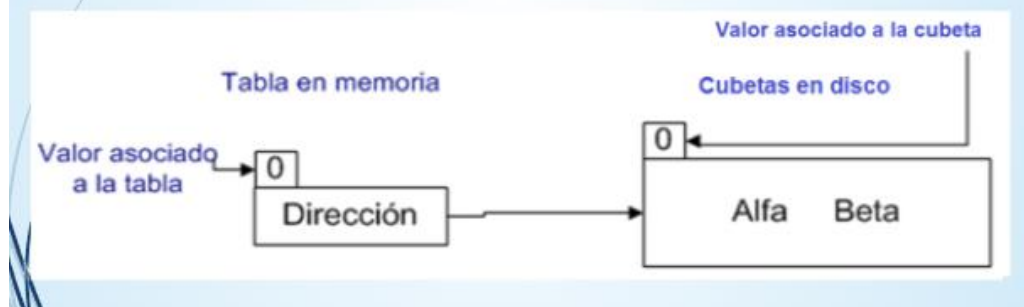 Valor asociado a la cubeta
Tabla en memoria
Cubetas en disco
Valor asociado
a la tabla
0
0
Dirección
Alfa Beta